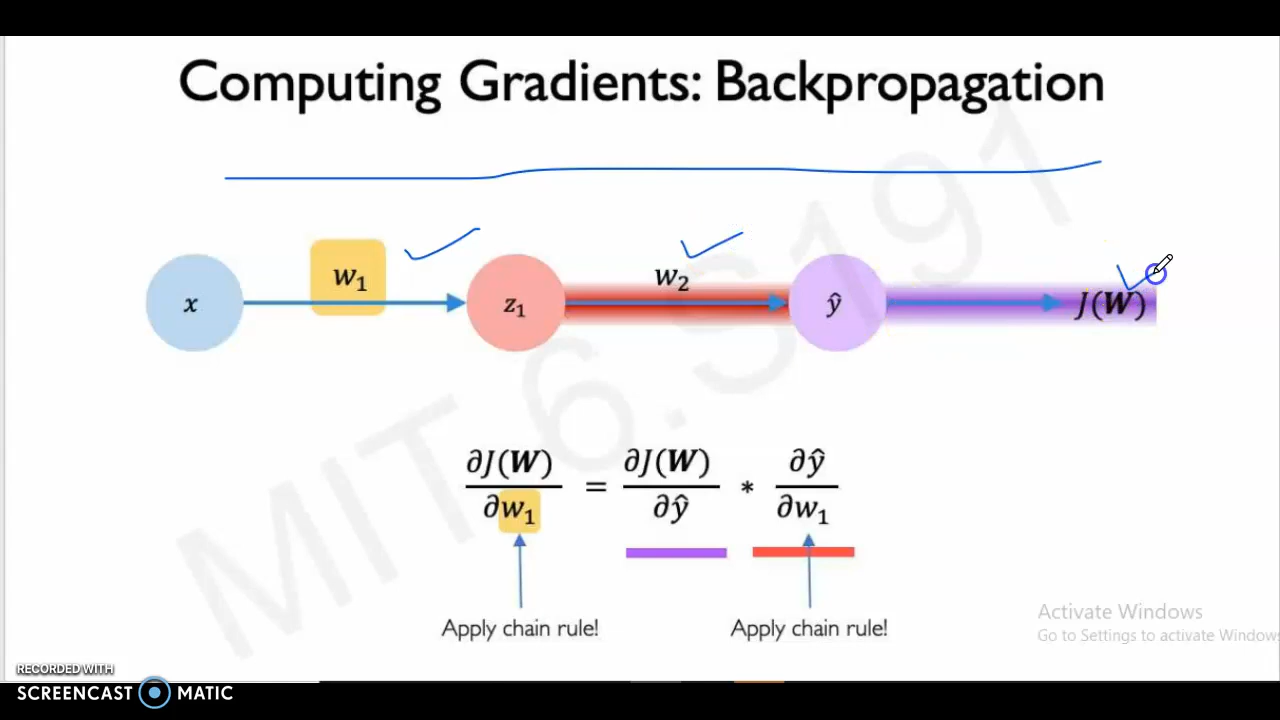 Computing Gradients: Backpropagation
MIT 6.S191
x w₁ z₁ w₂ ŷ J(W)
∂J(W)/∂w₁ = ∂J(W)/∂ŷ * ∂ŷ/∂w₁
Apply chain rule! Apply chain rule!
Activate Windows
Go to Settings to activate Windows
RECORDED WITH
SCREENCAST MATIC